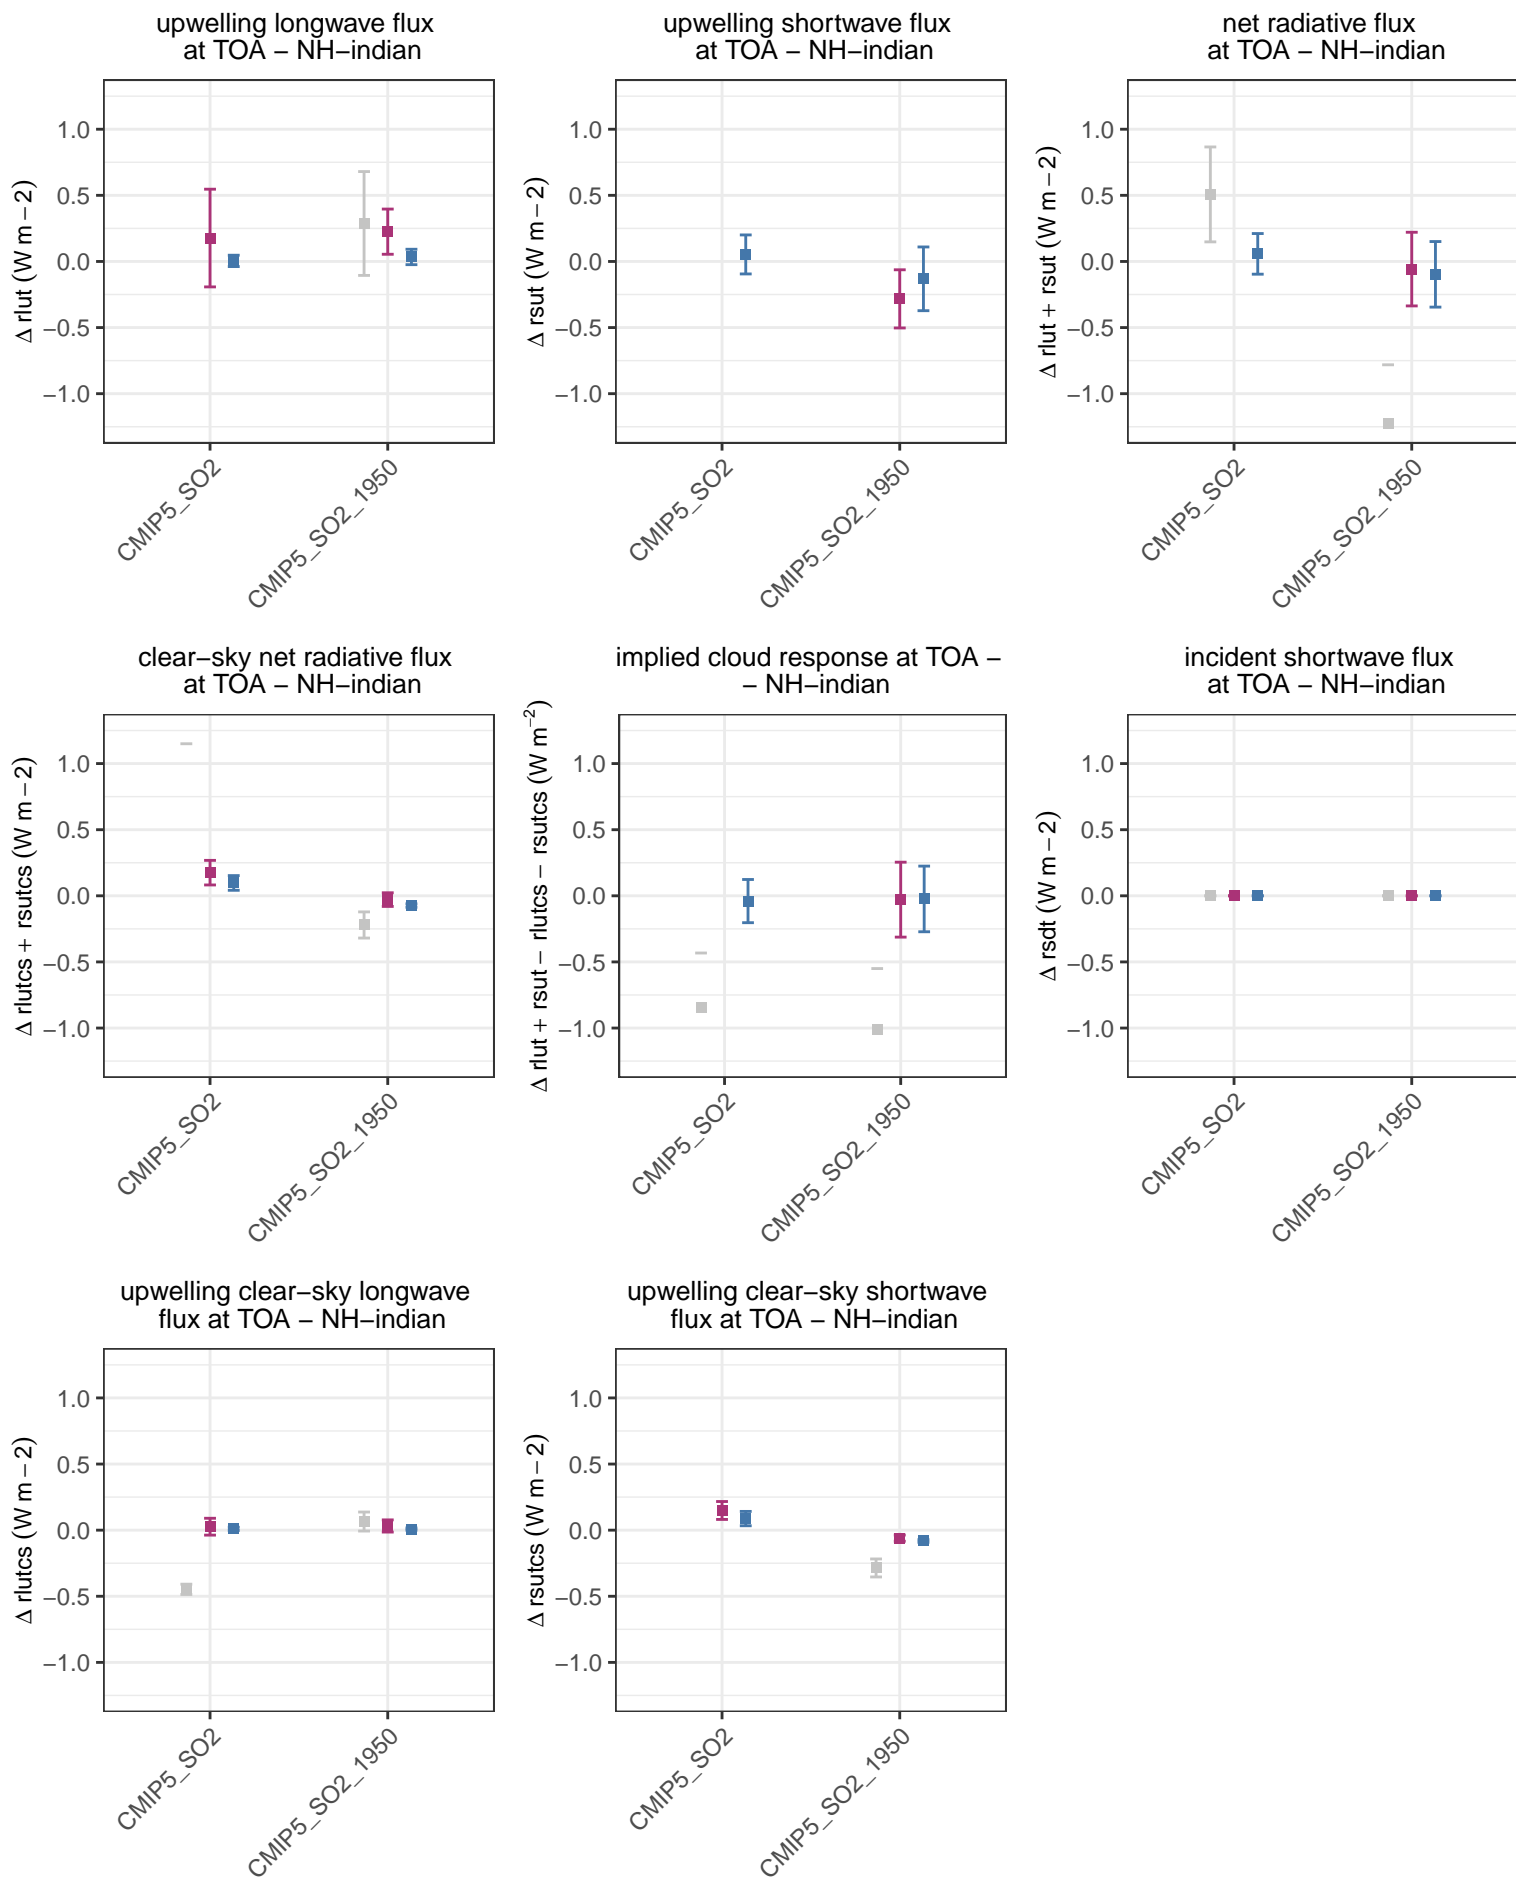 upwelling longwave flux
at TOA − NH−indian
Δ rlut (W m − 2)
1.0
0.5
0.0
−0.5
−1.0
CMIP5_SO2
CMIP5_SO2_1950
upwelling shortwave flux
at TOA − NH−indian
Δ rsut (W m − 2)
1.0
0.5
0.0
−0.5
−1.0
CMIP5_SO2
CMIP5_SO2_1950
net radiative flux
at TOA − NH−indian
Δ rlut + rsut (W m − 2)
1.0
0.5
0.0
−0.5
−1.0
CMIP5_SO2
CMIP5_SO2_1950
clear−sky net radiative flux
at TOA − NH−indian
Δ rlutcs + rsutcs (W m − 2)
1.0
0.5
0.0
−0.5
−1.0
CMIP5_SO2
CMIP5_SO2_1950
implied cloud response at TOA −
− NH−indian
Δ rlut + rsut − rlutcs − rsutcs (W m⁻²)
1.0
0.5
0.0
−0.5
−1.0
CMIP5_SO2
CMIP5_SO2_1950
incident shortwave flux
at TOA − NH−indian
Δ rsdt (W m − 2)
1.0
0.5
0.0
−0.5
−1.0
CMIP5_SO2
CMIP5_SO2_1950
upwelling clear−sky longwave
flux at TOA − NH−indian
Δ rlutcs (W m − 2)
1.0
0.5
0.0
−0.5
−1.0
CMIP5_SO2
CMIP5_SO2_1950
upwelling clear−sky shortwave
flux at TOA − NH−indian
Δ rsutcs (W m − 2)
1.0
0.5
0.0
−0.5
−1.0
CMIP5_SO2
CMIP5_SO2_1950